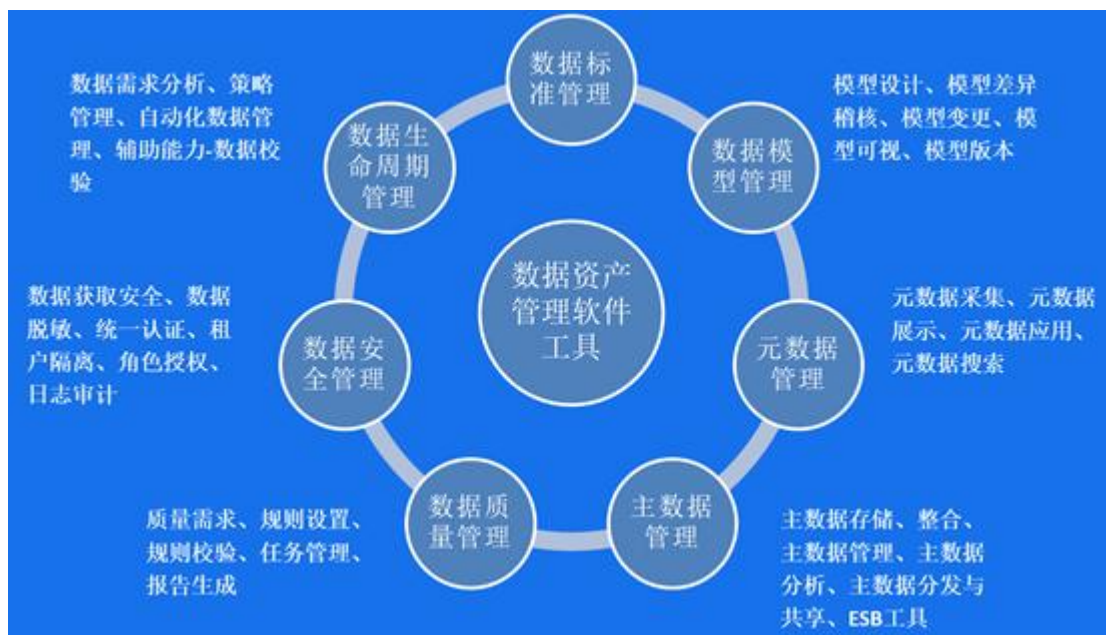 数据标
准管理
数据需求分析、策略
管理、自动化数据管
理、辅助能力-数据校
验
数据生
命周期
管理
数据模
型管理
模型设计、模型差异
稽核、模型变更、模
型可视、模型版本
数据资产
管理软件
工具
数据获取安全、数据
脱敏、统一认证、租
户隔离、角色授权、
日志审计
数据安
全管理
元数据
管理
元数据采集、元数据
展示、元数据应用、
元数据搜索
质量需求、规则设置、
规则校验、任务管理、
报告生成
数据质
量管理
主数据
管理
主数据存储、整合、
主数据管理、主数据
分析、主数据分发与
共享、ESB工具